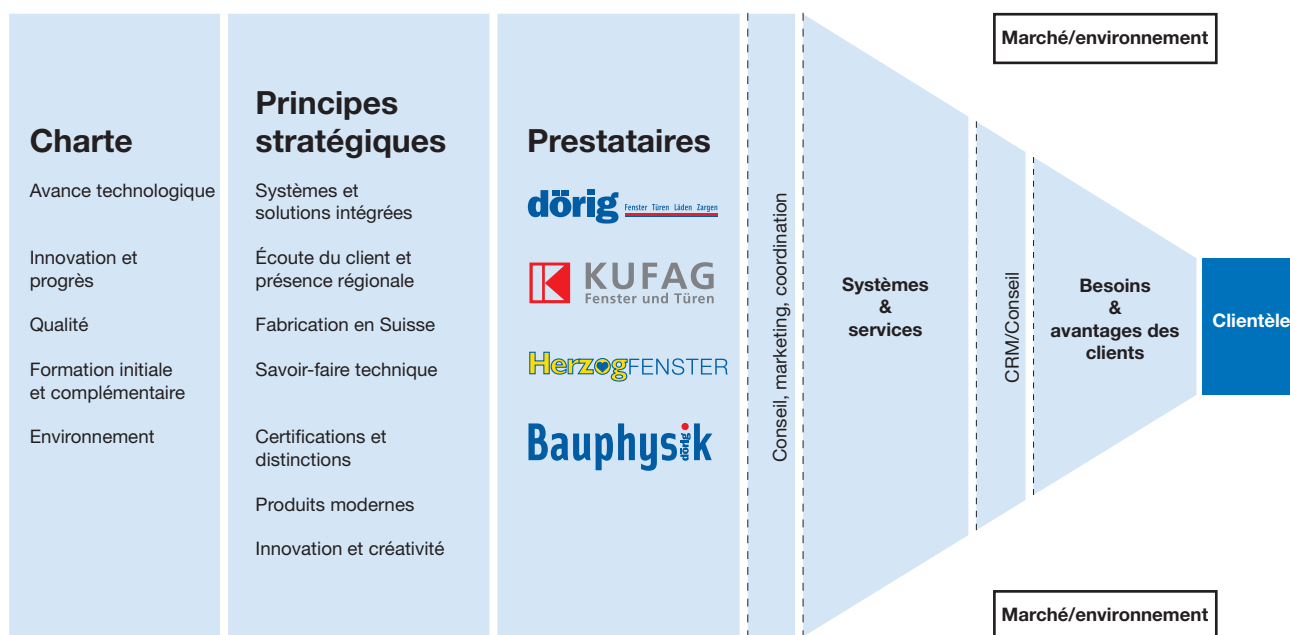 Charte
Avance technologique
Innovation et
progrès
Qualité
Formation initiale
et complémentaire
Environnement
Principes
stratégiques
Systèmes et
solutions intégrées
Écoute du client et
présence régionale
Fabrication en Suisse
Savoir-faire technique
Certifications et
distinctions
Produits modernes
Innovation et créativité
Prestataires
dörig
Fenster Türen Läden Zargen
KUFAG
Fenster und Türen
HerzogFENSTER
Bauphysik
dörig
Conseil, marketing, coordination
Systèmes
&
services
CRM/Conseil
Besoins
&
avantages des
clients
Clientèle
Marché/environnement
Marché/environnement